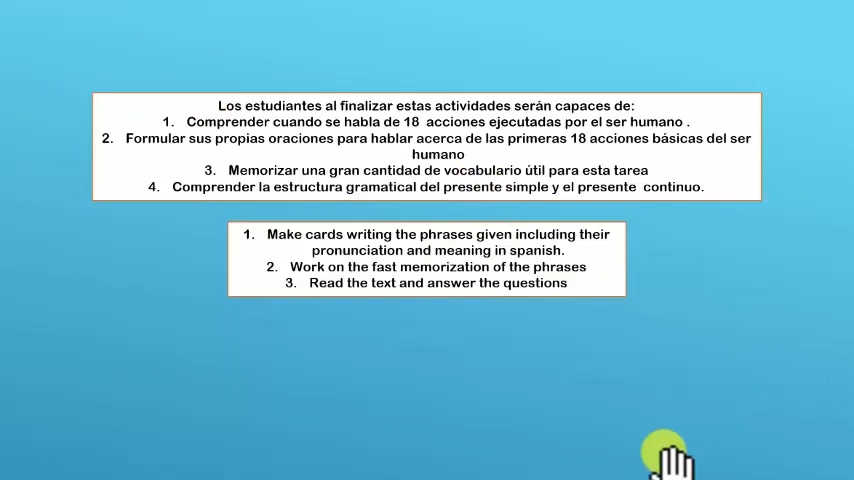 Los estudiantes al finalizar estas actividades serán capaces de:
1. Comprender cuando se habla de 18 acciones ejecutadas por el ser humano .
2. Formular sus propias oraciones para hablar acerca de las primeras 18 acciones básicas del ser
humano
3. Memorizar una gran cantidad de vocabulario útil para esta tarea
4. Comprender la estructura gramatical del presente simple y el presente continuo.
1. Make cards writing the phrases given including their
pronunciation and meaning in spanish.
2. Work on the fast memorization of the phrases
3. Read the text and answer the questions